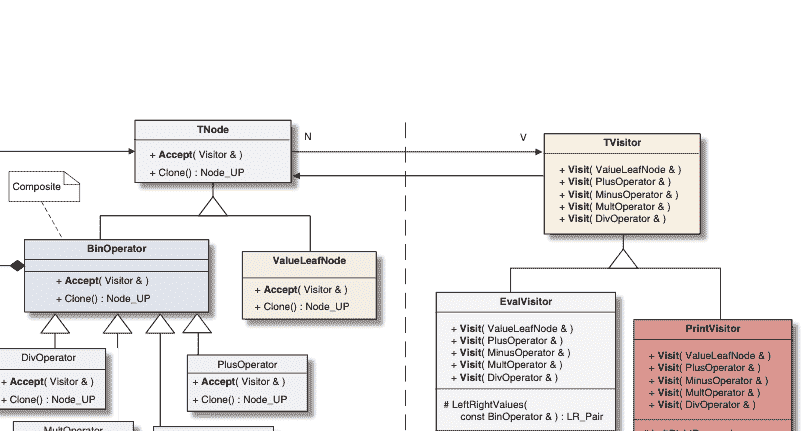 TNode
+ Accept( Visitor & )
+ Clone() : Node_UP
N
V
TVisitor
+ Visit( ValueLeafNode & )
+ Visit( PlusOperator & )
+ Visit( MinusOperator & )
+ Visit( MultOperator & )
+ Visit( DivOperator & )
Composite
BinOperator
+ Accept( Visitor & )
+ Clone() : Node_UP
ValueLeafNode
+ Accept( Visitor & )
+ Clone() : Node_UP
EvalVisitor
+ Visit( ValueLeafNode & )
+ Visit( PlusOperator & )
+ Visit( MinusOperator & )
+ Visit( MultOperator & )
+ Visit( DivOperator & )
# LeftRightValues(
const BinOperator & ) : LR_Pair
PrintVisitor
+ Visit( ValueLeafNode & )
+ Visit( PlusOperator & )
+ Visit( MinusOperator & )
+ Visit( MultOperator & )
+ Visit( DivOperator & )
DivOperator
+ Accept( Visitor & )
+ Clone() : Node_UP
PlusOperator
+ Accept( Visitor & )
+ Clone() : Node_UP
MultOperator